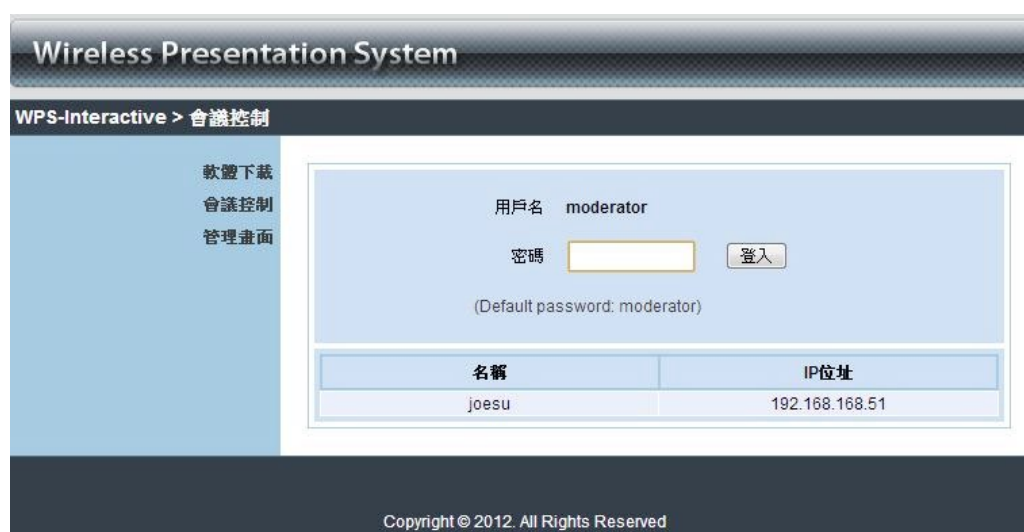 Wireless Presentation System
WPS-Interactive > 會議控制
軟體下載
會議控制
管理畫面
用戶名 moderator
密碼 登入
(Default password: moderator)
名稱 IP位址
joesu 192.168.168.51
Copyright © 2012. All Rights Reserved